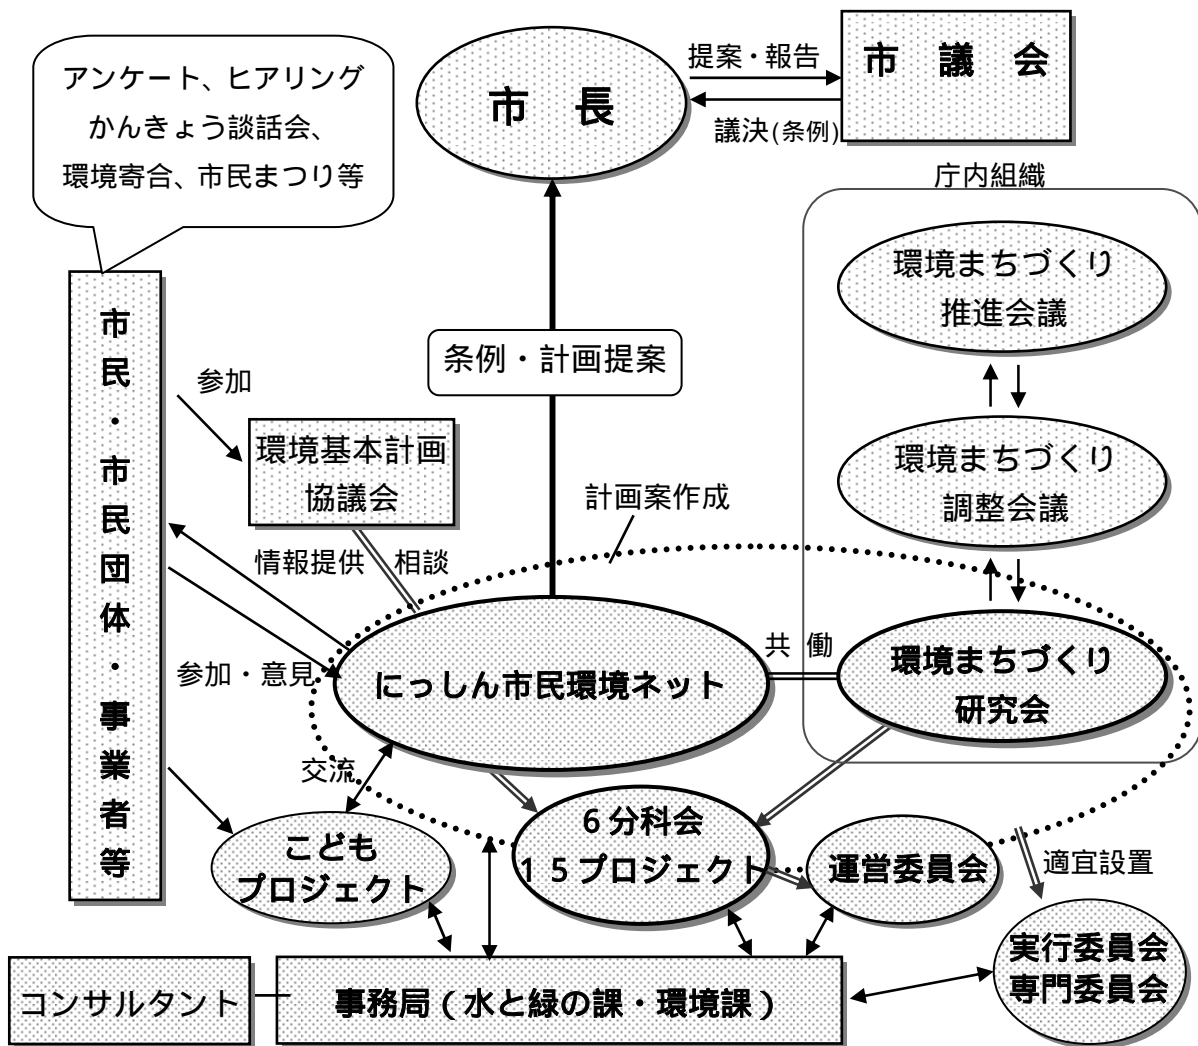 アンケート、ヒアリング
かんきょう談話会、
環境寄合、市民まつり等
市　長
提案・報告
議決(条例)
市　議　会
庁内組織
環境まちづくり
推進会議
環境まちづくり
調整会議
条例・計画提案
市民・市民団体・事業者等
参加
環境基本計画
協議会
計画案作成
情報提供
相談
参加・意見
にっしん市民環境ネット
共 働
環境まちづくり
研究会
交流
こども
プロジェクト
6分科会
15プロジェクト
運営委員会
適宜設置
実行委員会
専門委員会
コンサルタント
事務局（水と緑の課・環境課）